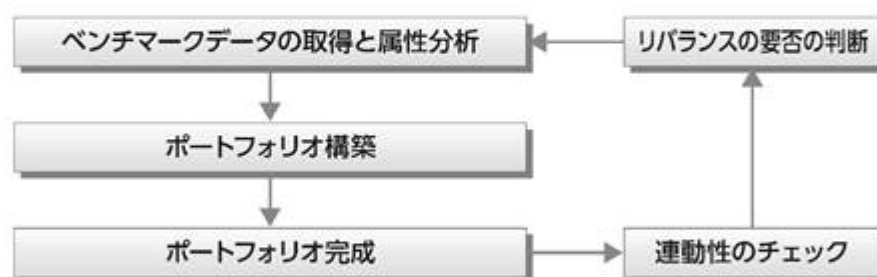 ベンチマークデータの取得と属性分析
リバランスの要否の判断
ポートフォリオ構築
ポートフォリオ完成
連動性のチェック